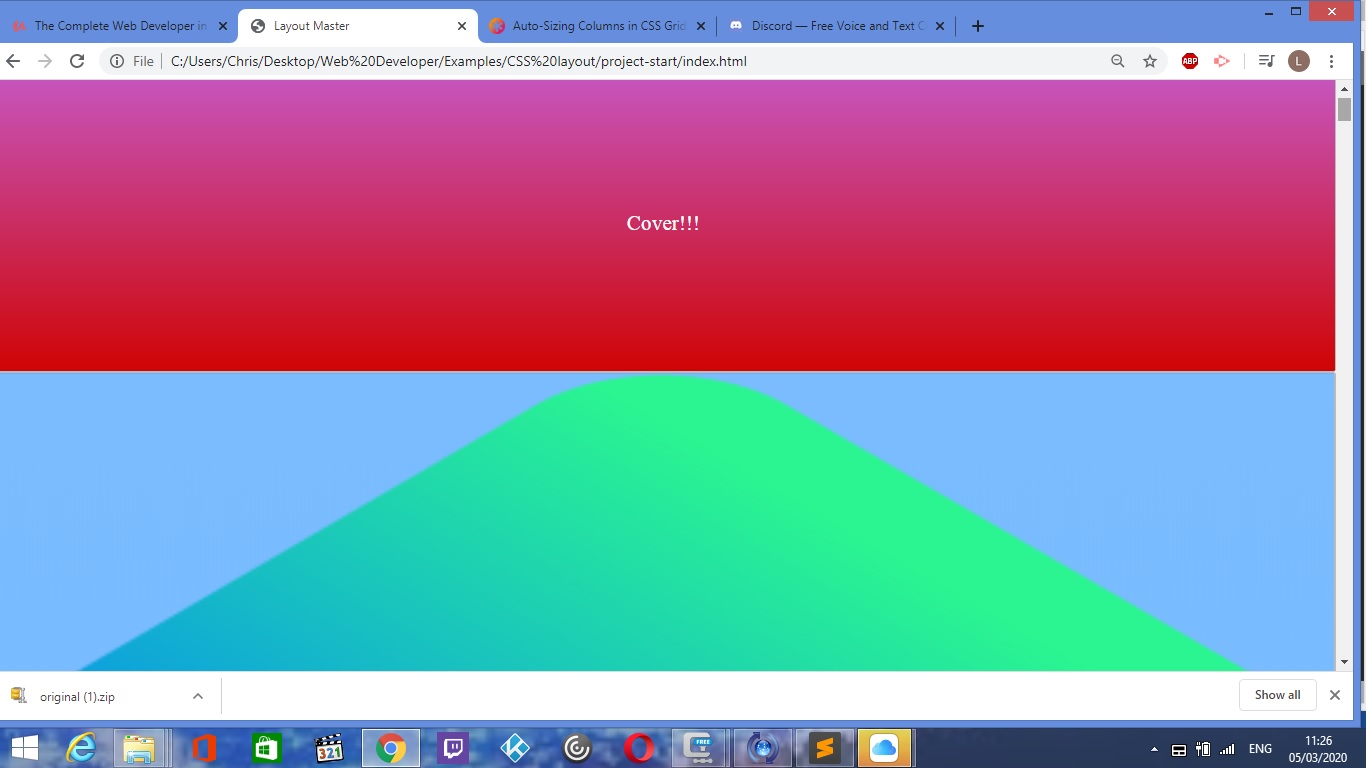 The Complete Web Developer in
Layout Master
Auto-Sizing Columns in CSS Grid
Discord — Free Voice and Text C
File
C:/Users/Chris/Desktop/Web%20Developer/Examples/CSS%20layout/project-start/index.html
ABP
L
Cover!!!
original (1).zip
Show all
321
FREE
ENG
11:26
05/03/2020